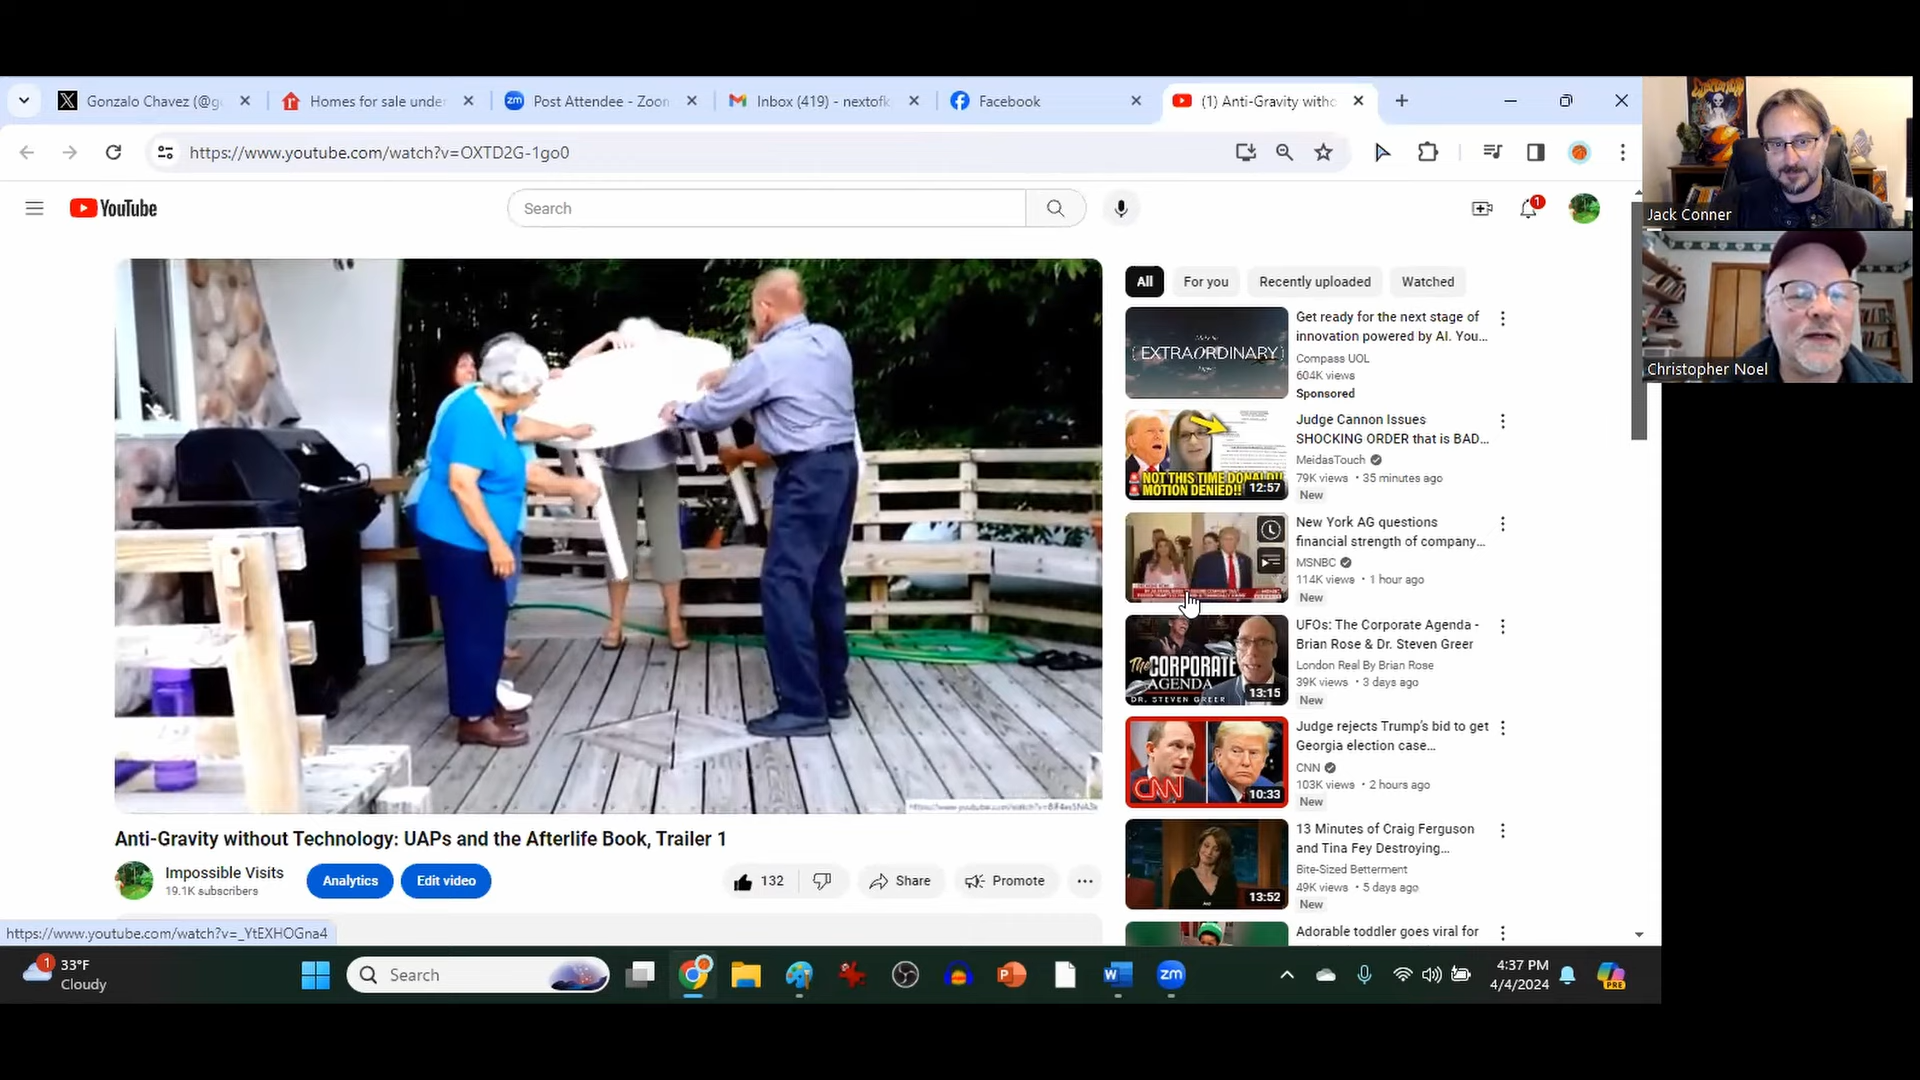 Gonzalo Chavez (@g
Homes for sale unde
Post Attendee - Zoo
Inbox (419) - nextof
Facebook
(1) Anti-Gravity with
https://www.youtube.com/watch?v=OXTD2G-1go0
YouTube
Search
1
Jack Conner
Christopher Noel
All
For you
Recently uploaded
Watched
EXTRAORDINARY
Get ready for the next stage of
innovation powered by AI. You...
Compass UOL
604K views
Sponsored
NOT THIS TIME DONALD!!
MOTION DENIED!!
12:57
Judge Cannon Issues
SHOCKING ORDER that is BAD...
MeidasTouch
79K views • 35 minutes ago
New
New York AG questions
financial strength of company...
MSNBC
114K views • 1 hour ago
New
The CORPORATE
AGENDA
DR. STEVEN GREER
13:15
UFOs: The Corporate Agenda -
Brian Rose & Dr. Steven Greer
London Real By Brian Rose
39K views • 3 days ago
New
CNN
10:33
Judge rejects Trump's bid to get
Georgia election case...
CNN
103K views • 2 hours ago
New
13:52
13 Minutes of Craig Ferguson
and Tina Fey Destroying...
Bite-Sized Betterment
49K views • 5 days ago
New
Adorable toddler goes viral for
Anti-Gravity without Technology: UAPs and the Afterlife Book, Trailer 1
Impossible Visits
19.1K subscribers
Analytics
Edit video
132
Share
Promote
https://www.youtube.com/watch?v=_YtEXHOGna4
1
33°F
Cloudy
Search
zm
4:37 PM
4/4/2024
PRE